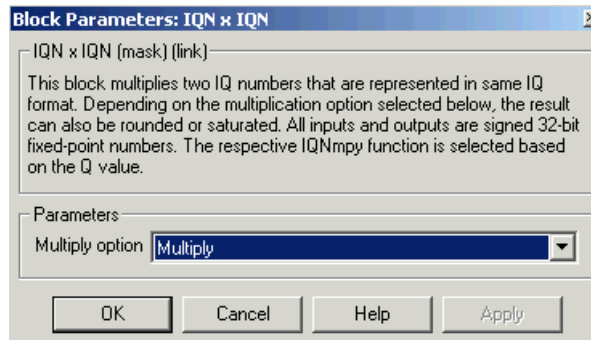 Block Parameters: IQN x IQN
IQN x IQN (mask) (link)
This block multiplies two IQ numbers that are represented in same IQ
format. Depending on the multiplication option selected below, the result
can also be rounded or saturated. All inputs and outputs are signed 32-bit
fixed-point numbers. The respective IQNmpy function is selected based
on the Q value.
Parameters
Multiply option Multiply
OK Cancel Help Apply